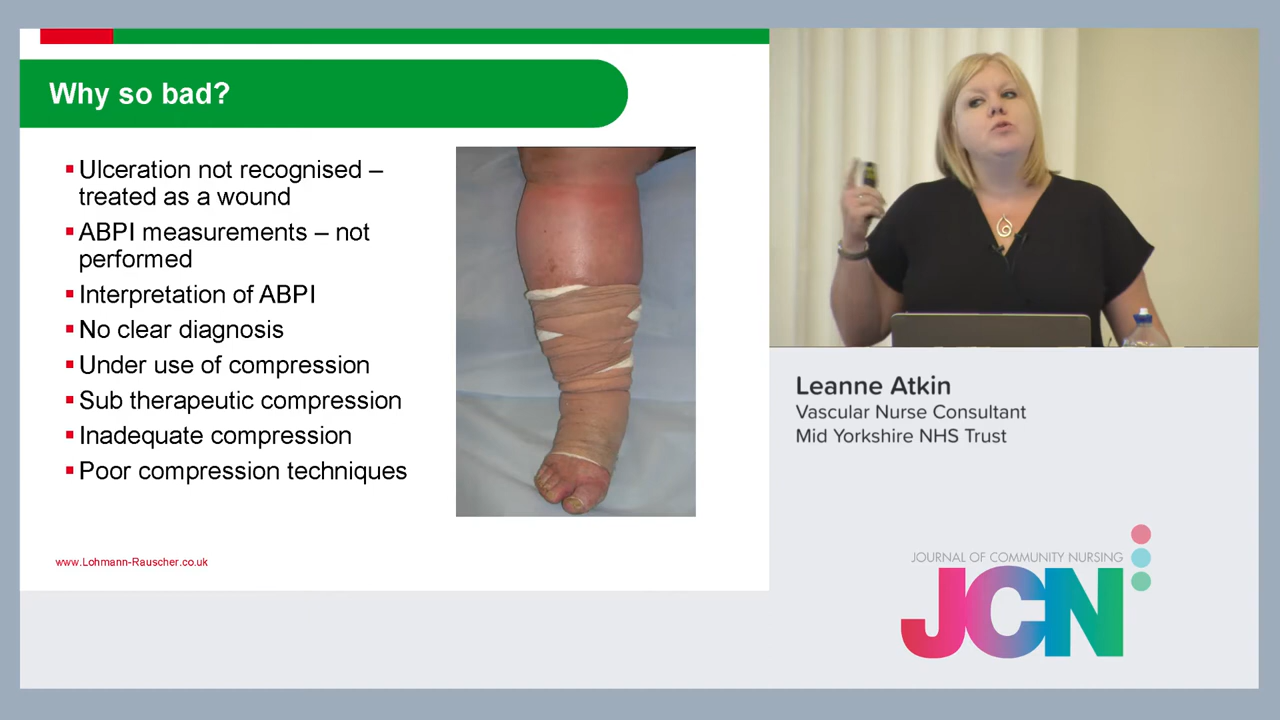 Why so bad?
Ulceration not recognised –
treated as a wound
ABPI measurements – not
performed
Interpretation of ABPI
No clear diagnosis
Under use of compression
Sub therapeutic compression
Inadequate compression
Poor compression techniques
www.Lohmann-Rauscher.co.uk
Leanne Atkin
Vascular Nurse Consultant
Mid Yorkshire NHS Trust
JOURNAL OF COMMUNITY NURSING
JCN